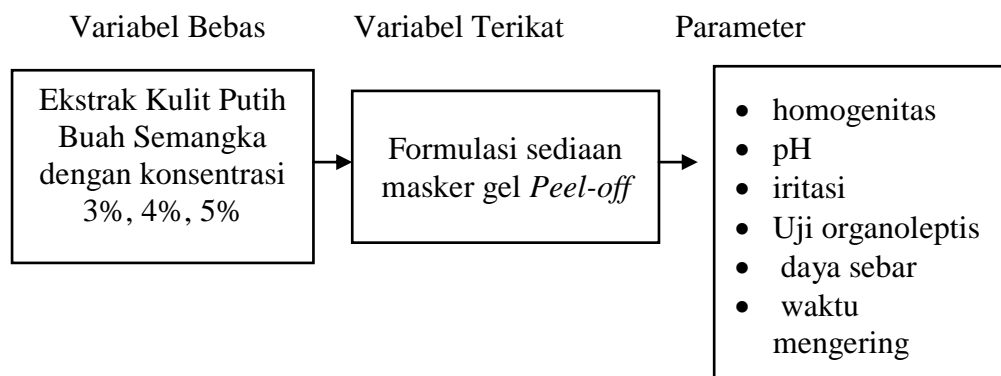 Variabel Bebas
Variabel Terikat
Parameter
Ekstrak Kulit Putih
Buah Semangka
dengan konsentrasi
3%, 4%, 5%
Formulasi sediaan
masker gel Peel-off
• homogenitas
• pH
• iritasi
• Uji organoleptis
• daya sebar
• waktu
mengering